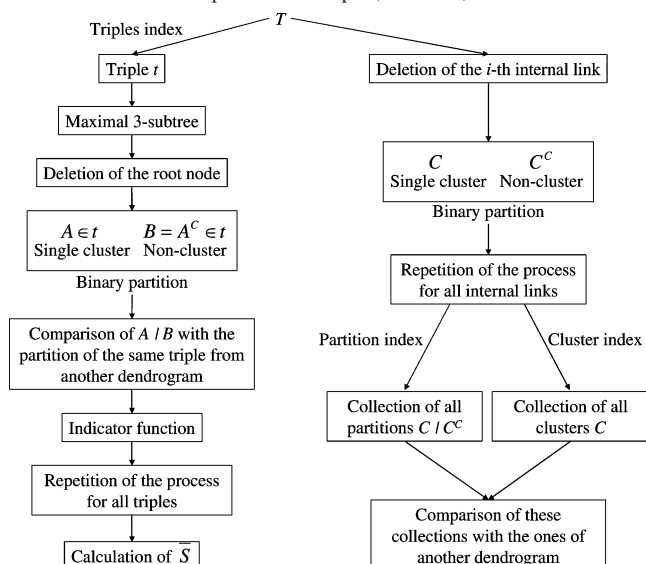 T
Triples index
Triple t
Maximal 3-subtree
Deletion of the root node
A ∈ t B = Aᶜ ∈ t
Single cluster Non-cluster
Binary partition
Comparison of A / B with the
partition of the same triple from
another dendrogram
Indicator function
Repetition of the process
for all triples
Calculation of S̅
Deletion of the i-th internal link
C Cᶜ
Single cluster Non-cluster
Binary partition
Repetition of the process
for all internal links
Partition index
Cluster index
Collection of all
partitions C / Cᶜ
Collection of all
clusters C
Comparison of these
collections with the ones of
another dendrogram